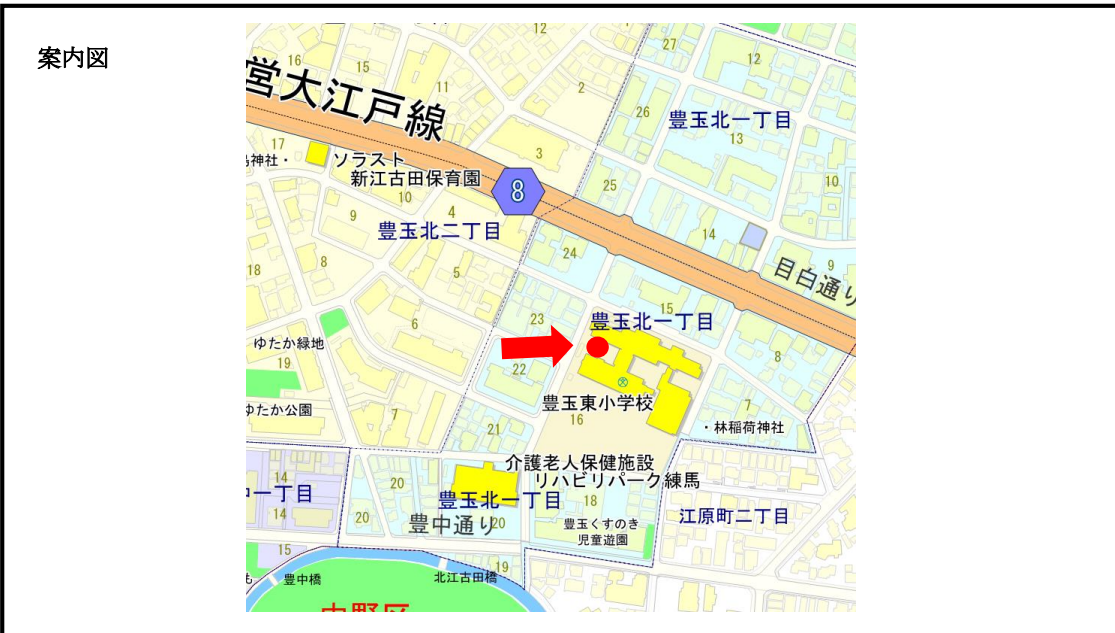 案内図
12
27
16
15
12
11
2
営大江戸線
26
豊玉北一丁目
13
17
3
神社・
ソラスト
新江古田保育園
8
25
10
10
9
4
豊玉北二丁目
14
24
目白通り
9
18
8
5
15
豊玉北一丁目
6
23
8
ゆたか緑地
19
22
文
豊玉東小学校
7
16
・林稲荷神社
ゆたか公園
7
21
介護老人保健施設
リハビリパーク練馬
14
一丁目
14
20
豊玉北一丁目
18
20
豊中通り
20
豊玉くすのき
児童遊園
江原町二丁目
15
19
豊中橋
北江古田橋
中野区